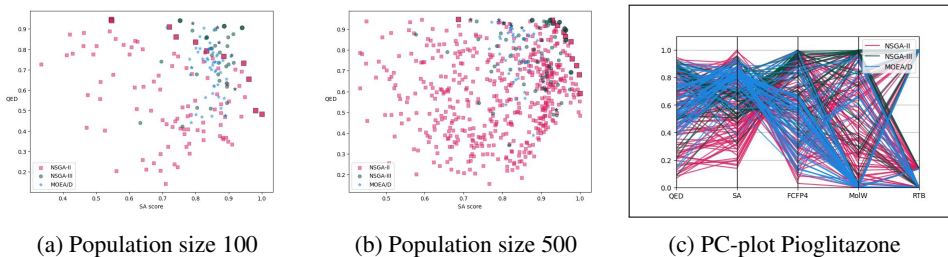 QED
0.9
0.8
0.7
0.6
0.5
0.4
0.3
0.2
NSGA-II
NSGA-III
MOEA/D
0.4 0.5 0.6 0.7 0.8 0.9 1.0
SA score
(a) Population size 100
QED
0.9
0.8
0.7
0.6
0.5
0.4
0.3
0.2
NSGA-II
NSGA-III
MOEA/D
0.5 0.6 0.7 0.8 0.9 1.0
SA score
(b) Population size 500
1.0
0.8
0.6
0.4
0.2
0.0
NSGA-II
NSGA-III
MOEA/D
QED SA FCFP4 MolW RTB
(c) PC-plot Pioglitazone